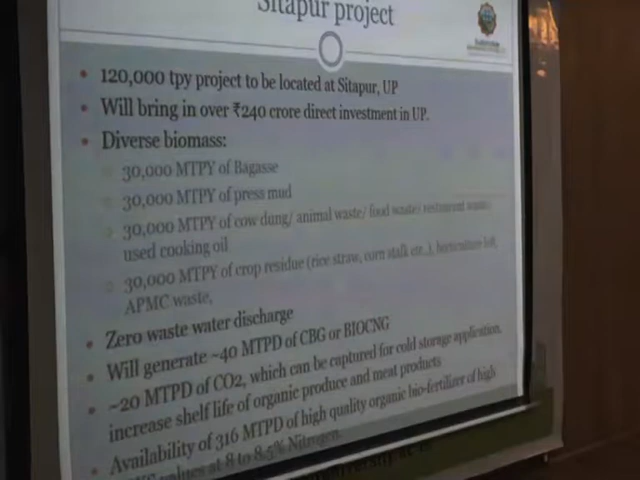 Sitapur project
120,000 tpy project to be located at Sitapur, UP
Will bring in over ₹240 crore direct investment in UP.
Diverse biomass:
30,000 MTPY of Bagasse
30,000 MTPY of press mud
30,000 MTPY of cow dung/ animal waste/ food waste/ restaurant waste/
used cooking oil
30,000 MTPY of crop residue (rice straw, corn stalk etc..), horticulture
APMC waste,
Zero waste water discharge
Will generate ~40 MTPD of CBG or BIOCNG
~20 MTPD of CO2, which can be captured for cold storage application,
increase shelf life of organic produce and meat products
Availability of 316 MTPD of high quality organic bio-fertilizer of high
values at 8 to 8.5% Nitrogen.